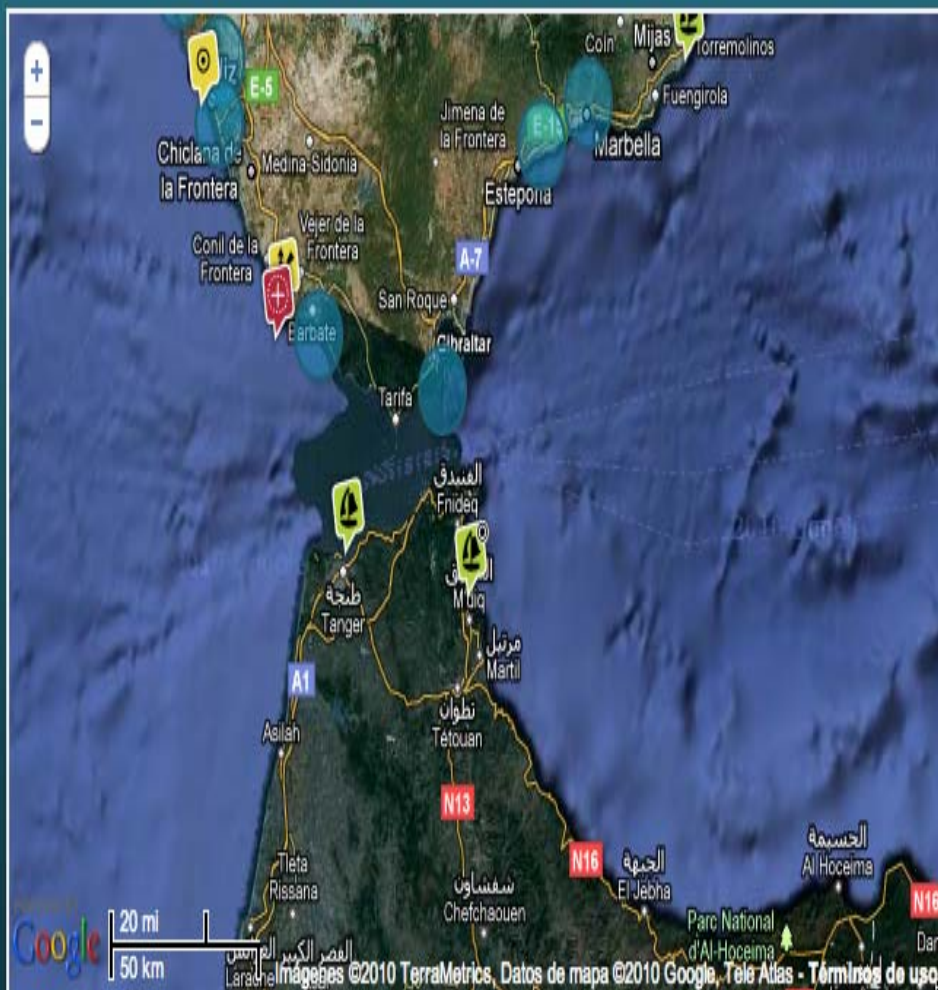 +
−
Coín
Mijas
Torremolinos
E-5
Jimena de
la Frontera
Fuengirola
Marbella
Chiclana de
la Frontera
Medina-Sidonia
Estepona
Conil de la
Frontera
Vejer de la
Frontera
A-7
San Roque
Barbate
Gibraltar
Tarifa
الفنيدق
Fnideq
طنجة
Tanger
M'diq
مرتيل
Martil
A1
تطوان
Tétouan
Asilah
N13
N16
الجبهة
El Jebha
الحسيمة
Al Hoceima
N16
Tleta
Rissana
شفشاون
Chefchaouen
Parc National
d'Al-Hoceima
Google
20 mi
50 km
القصر الكبير
Imágenes ©2010 TerraMetrics, Datos de mapa ©2010 Google, Tele Atlas - Términos de uso